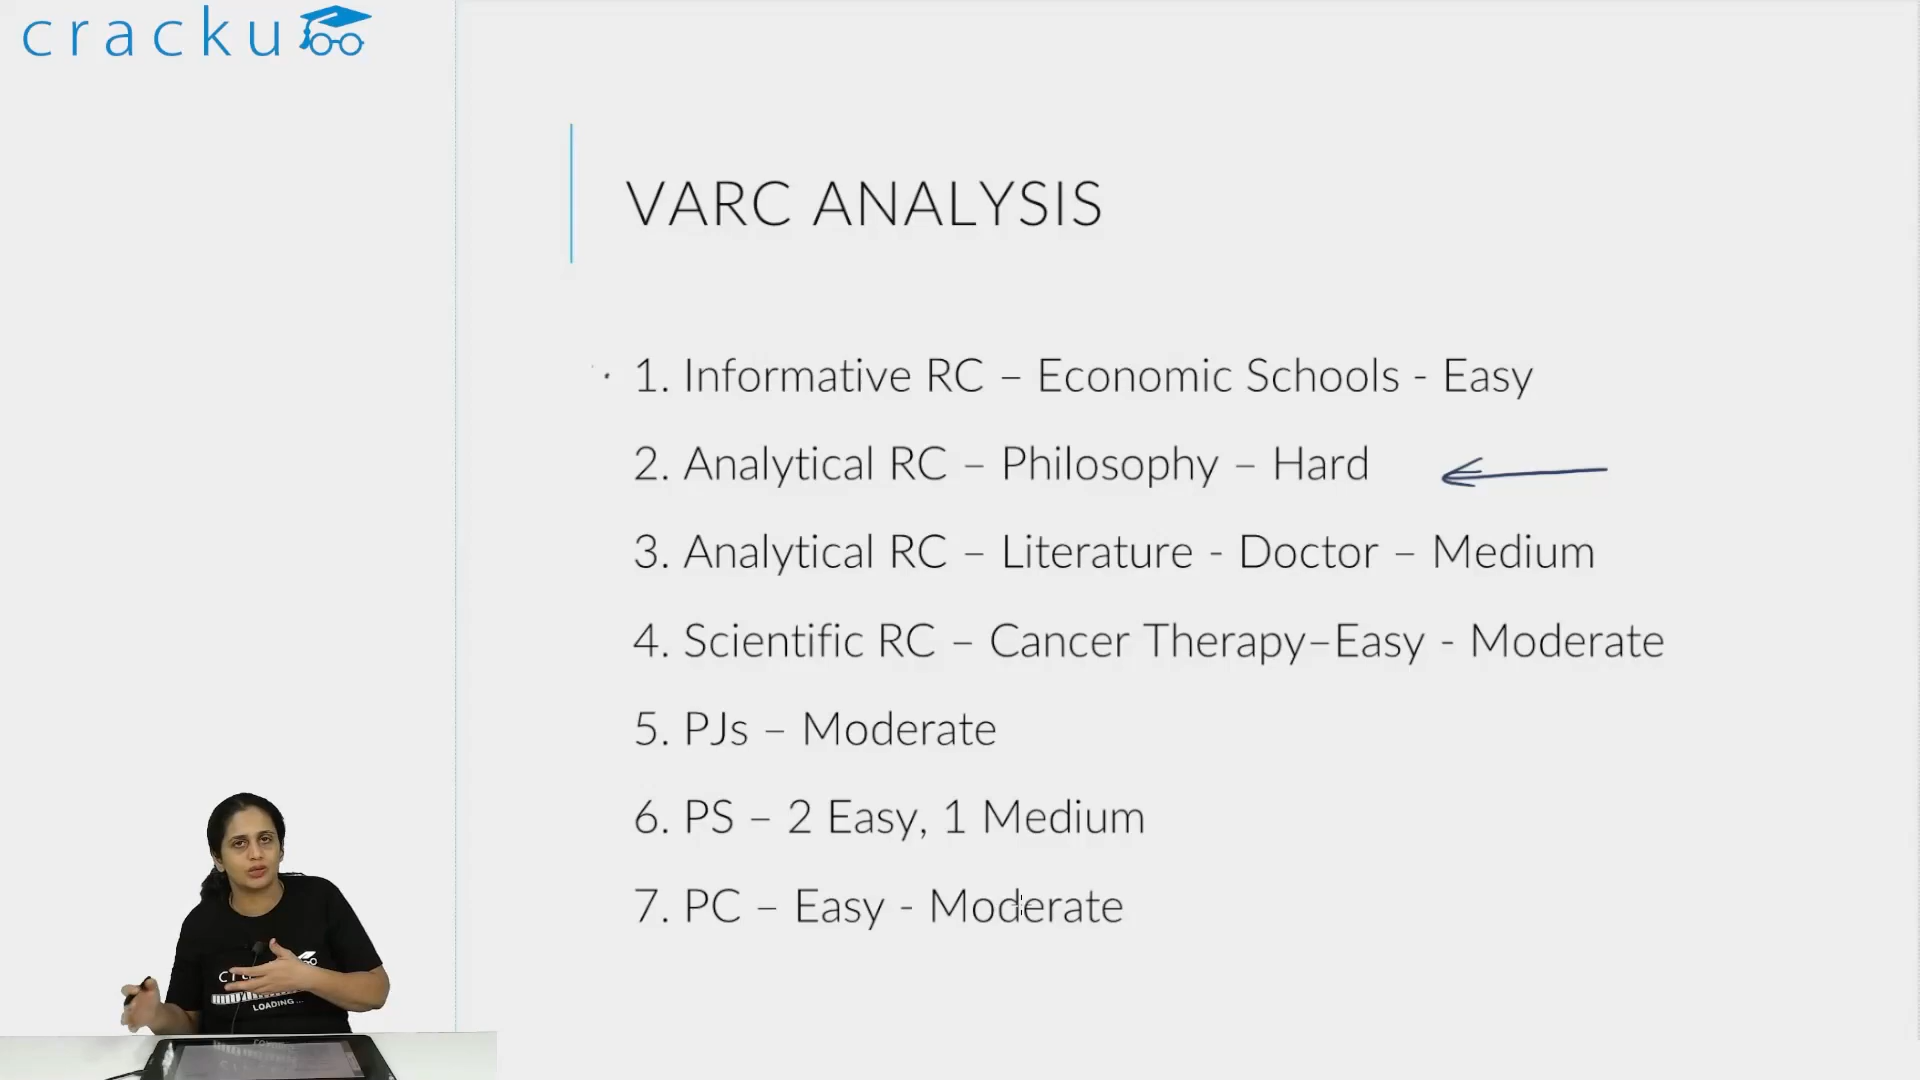 cracku
VARC ANALYSIS
1. Informative RC – Economic Schools - Easy
2. Analytical RC – Philosophy – Hard
3. Analytical RC – Literature - Doctor – Medium
4. Scientific RC – Cancer Therapy–Easy - Moderate
5. PJs – Moderate
6. PS – 2 Easy, 1 Medium
7. PC – Easy - Moderate
LOADING...